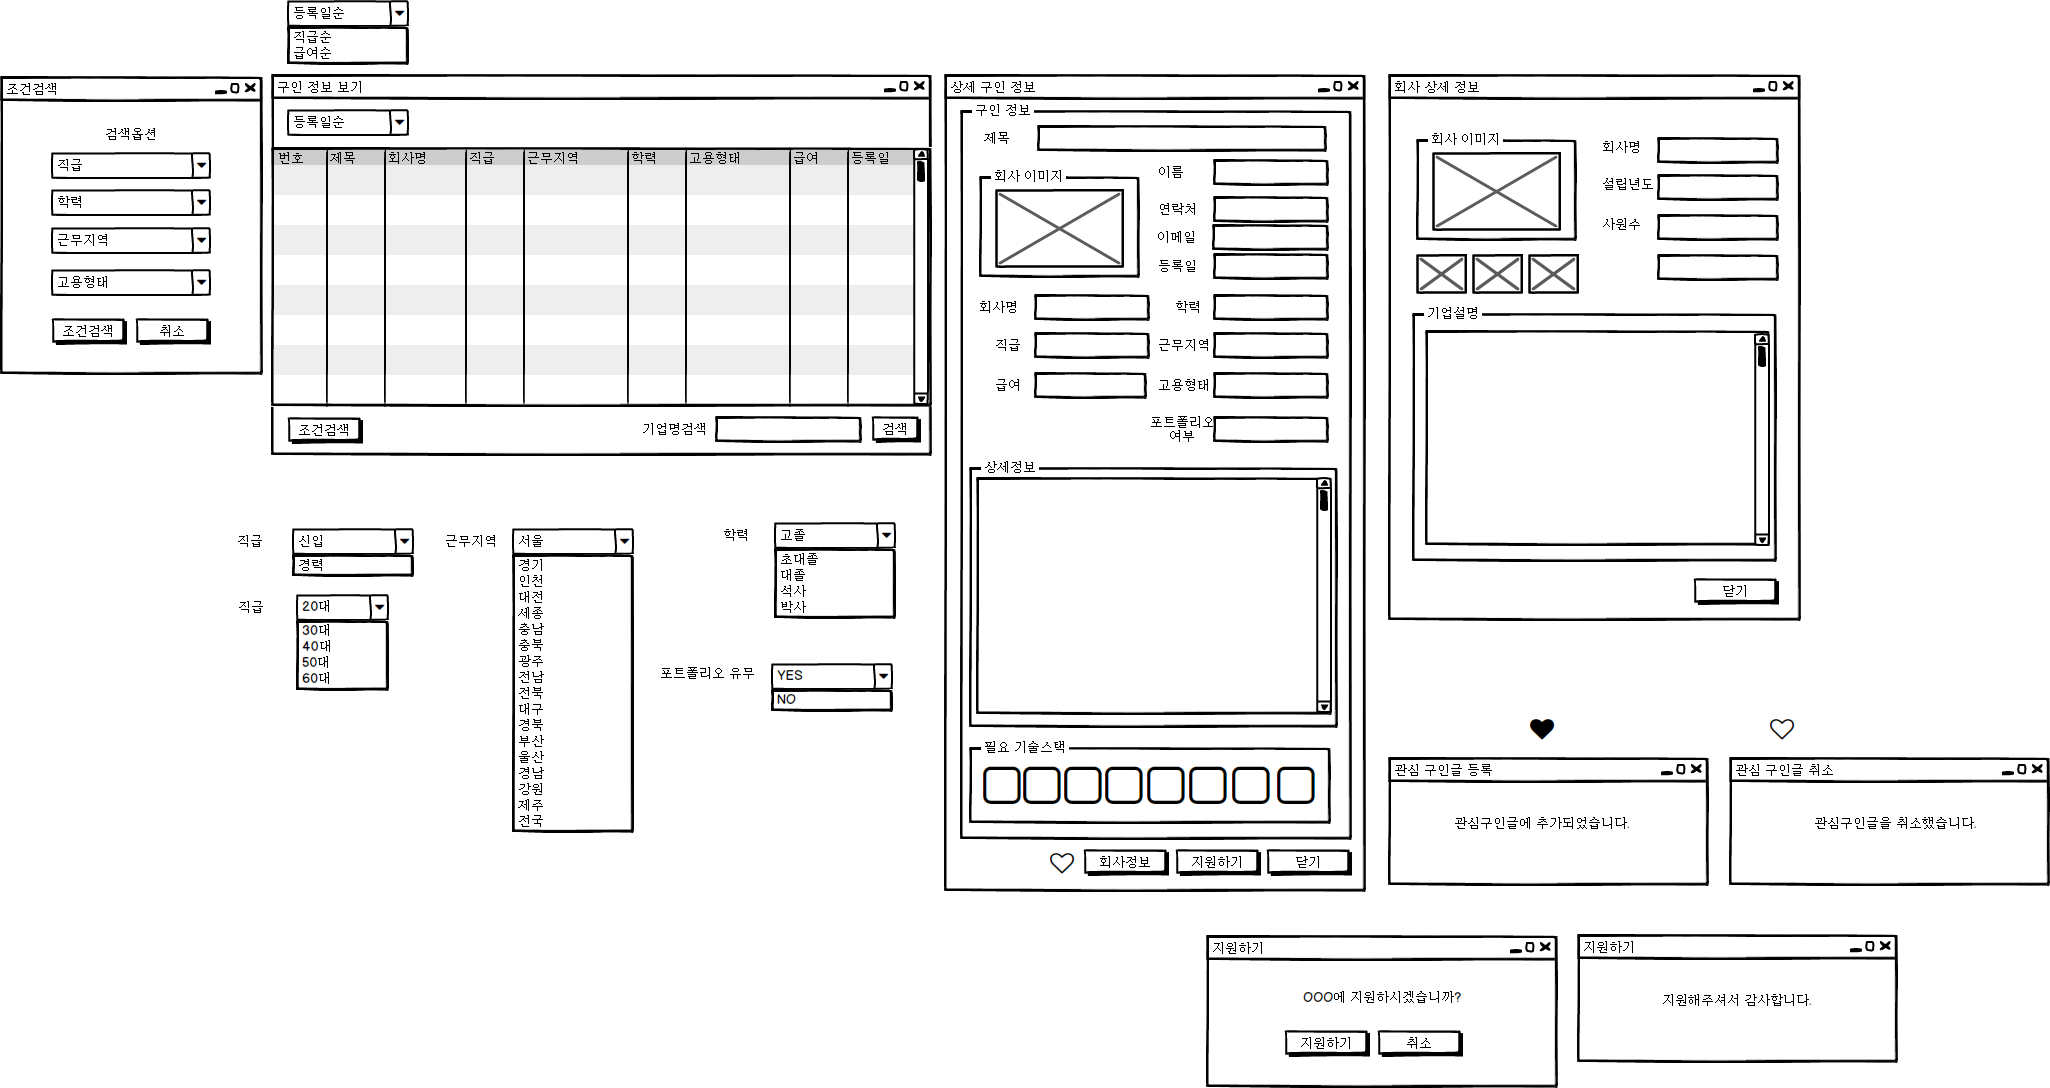 등록일순
직급순
급여순
조건검색
검색옵션
직급
학력
근무지역
고용형태
조건검색
취소
구인 정보 보기
등록일순
번호 제목 회사명 직급 근무지역 학력 고용형태 급여 등록일
조건검색
기업명검색
검색
직급
신입
경력
직급
20대
30대
40대
50대
60대
근무지역
서울
경기
인천
대전
세종
충남
충북
광주
전남
전북
대구
경북
부산
울산
경남
강원
제주
전국
학력
고졸
초대졸
대졸
석사
박사
포트폴리오 유무
YES
NO
상세 구인 정보
구인 정보
제목
회사 이미지
이름
연락처
이메일
등록일
회사명
학력
직급
근무지역
급여
고용형태
포트폴리오
여부
상세정보
필요 기술스택
회사정보
지원하기
닫기
회사 상세 정보
회사 이미지
회사명
설립년도
사원수
기업설명
닫기
관심 구인글 등록
관심구인글에 추가되었습니다.
관심 구인글 취소
관심구인글을 취소했습니다.
지원하기
OOO에 지원하시겠습니까?
지원하기
취소
지원하기
지원해주셔서 감사합니다.